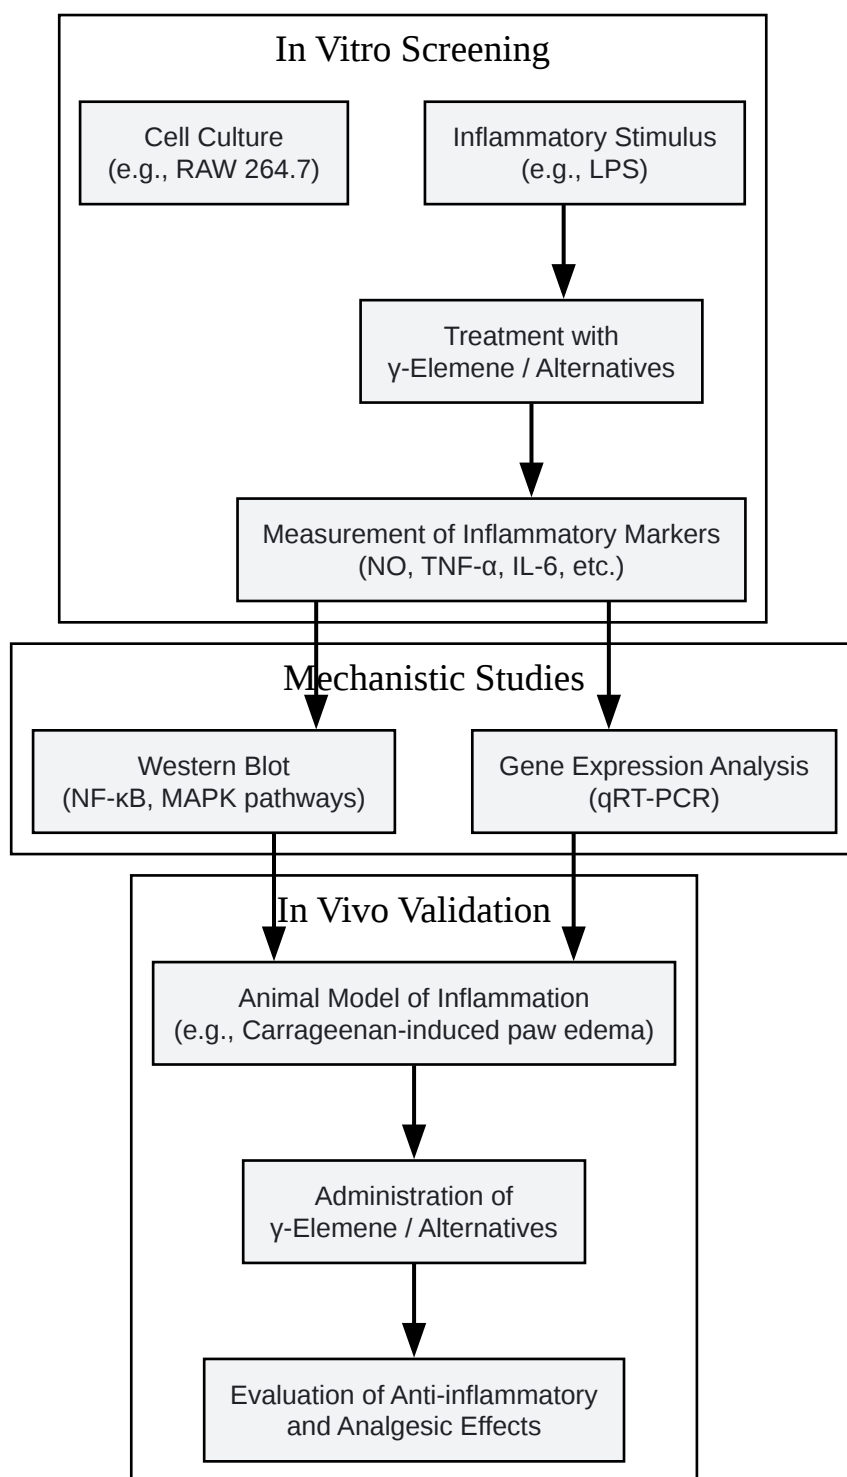 In Vitro Screening
Cell Culture
(e.g., RAW 264.7)
Inflammatory Stimulus
(e.g., LPS)
Treatment with
γ-Elemene / Alternatives
Measurement of Inflammatory Markers
(NO, TNF-α, IL-6, etc.)
Mechanistic Studies
Western Blot
(NF-κB, MAPK pathways)
Gene Expression Analysis
(qRT-PCR)
In Vivo Validation
Animal Model of Inflammation
(e.g., Carrageenan-induced paw edema)
Administration of
γ-Elemene / Alternatives
Evaluation of Anti-inflammatory
and Analgesic Effects